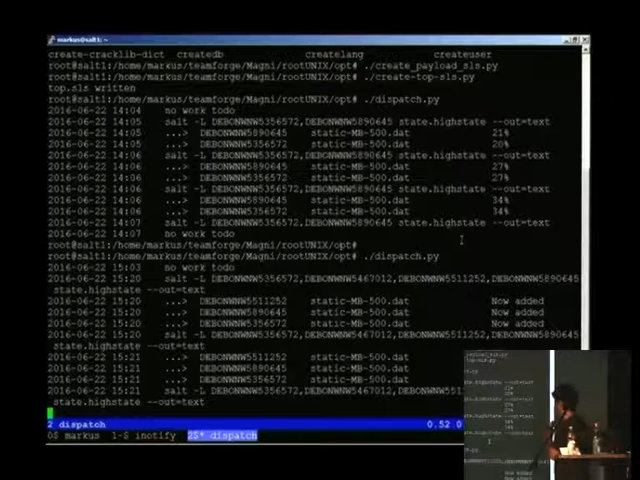 markus@salt1: ~
create-cracklib-dict createdb createlang createuser
root@salt1:/home/markus/teamforge/Magni/rootUNIX/opt# ./create_payload_sls.py
root@salt1:/home/markus/teamforge/Magni/rootUNIX/opt# ./create-top-sls.py
top.sls written
root@salt1:/home/markus/teamforge/Magni/rootUNIX/opt# ./dispatch.py
2016-06-22 14:04 no work todo
2016-06-22 14:05 salt -L DEBONWNW5356572,DEBONWNW5890645 state.highstate --out=text
2016-06-22 14:05 ...> DEBONWNW5890645 static-MB-500.dat 21%
2016-06-22 14:05 ...> DEBONWNW5356572 static-MB-500.dat 20%
2016-06-22 14:06 salt -L DEBONWNW5356572,DEBONWNW5890645 state.highstate --out=text
2016-06-22 14:06 ...> DEBONWNW5890645 static-MB-500.dat 27%
2016-06-22 14:06 ...> DEBONWNW5356572 static-MB-500.dat 27%
2016-06-22 14:06 salt -L DEBONWNW5356572,DEBONWNW5890645 state.highstate --out=text
2016-06-22 14:06 ...> DEBONWNW5890645 static-MB-500.dat 34%
2016-06-22 14:06 ...> DEBONWNW5356572 static-MB-500.dat 34%
2016-06-22 14:07 salt -L DEBONWNW5356572,DEBONWNW5890645 state.highstate --out=text
2016-06-22 14:07 no work todo
root@salt1:/home/markus/teamforge/Magni/rootUNIX/opt#
root@salt1:/home/markus/teamforge/Magni/rootUNIX/opt# ./dispatch.py
2016-06-22 15:03 no work todo
2016-06-22 15:20 salt -L DEBONWNW5356572,DEBONWNW5467012,DEBONWNW5511252,DEBONWNW5890645
state.highstate --out=text
2016-06-22 15:20 ...> DEBONWNW5511252 static-MB-500.dat Now added
2016-06-22 15:20 ...> DEBONWNW5890645 static-MB-500.dat Now added
2016-06-22 15:20 ...> DEBONWNW5356572 static-MB-500.dat Now added
2016-06-22 15:20 salt -L DEBONWNW5356572,DEBONWNW5467012,DEBONWNW5511252,DEBONWNW5890645
state.highstate --out=text
2016-06-22 15:21 ...> DEBONWNW5511252 static-MB-500.dat
2016-06-22 15:21 ...> DEBONWNW5890645 static-MB-500.dat
2016-06-22 15:21 ...> DEBONWNW5356572 static-MB-500.dat
2016-06-22 15:21 salt -L DEBONWNW5356572,DEBONWNW5467012,DEBONWNW5511
state.highstate --out=text
2 dispatch 0.52 0
0$ markus 1-$ inotify 2$* dispatch